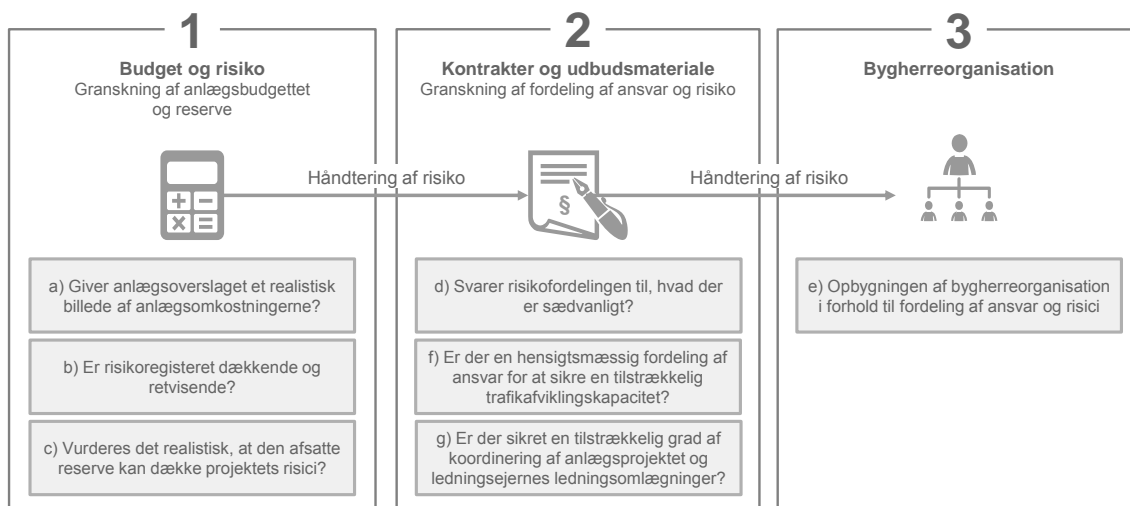 1
Budget og risiko
Granskning af anlægsbudgettet
og reserve
Håndtering af risiko
a) Giver anlægsoverslaget et realistisk
billede af anlægsomkostningerne?
b) Er risikoregisteret dækkende og
retvisende?
c) Vurderes det realistisk, at den afsatte
reserve kan dække projektets risici?
2
Kontrakter og udbudsmateriale
Granskning af fordeling af ansvar og risiko
§
Håndtering af risiko
d) Svarer risikofordelingen til, hvad der
er sædvanligt?
f) Er der en hensigtsmæssig fordeling af
ansvar for at sikre en tilstrækkelig
trafikafviklingskapacitet?
g) Er der sikret en tilstrækkelig grad af
koordinering af anlægsprojektet og
ledningsejernes ledningsomlægninger?
3
Bygherreorganisation
e) Opbygningen af bygherreorganisation
i forhold til fordeling af ansvar og risici